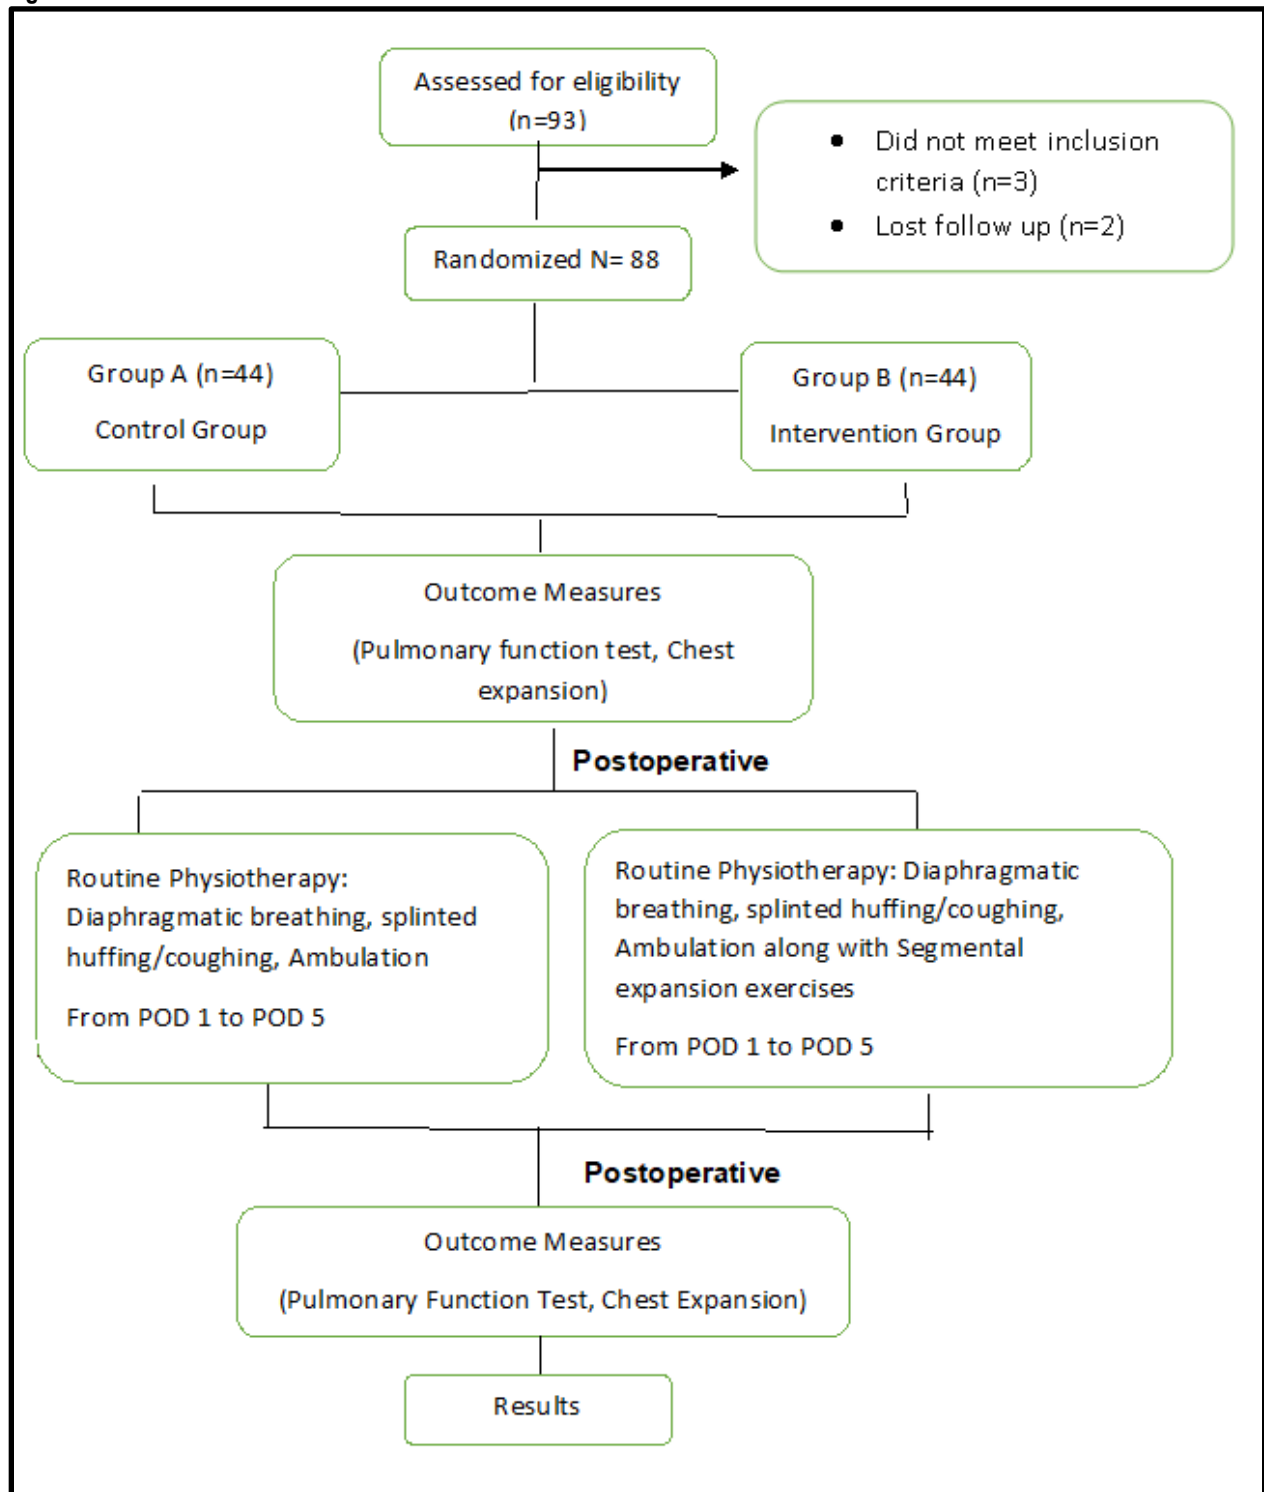 Assessed for eligibility
(n=93)
• Did not meet inclusion
criteria (n=3)
• Lost follow up (n=2)
Randomized N= 88
Group A (n=44)
Control Group
Group B (n=44)
Intervention Group
Outcome Measures
(Pulmonary function test, Chest
expansion)
Postoperative
Routine Physiotherapy:
Diaphragmatic breathing, splinted
huffing/coughing, Ambulation
From POD 1 to POD 5
Routine Physiotherapy: Diaphragmatic
breathing, splinted huffing/coughing,
Ambulation along with Segmental
expansion exercises
From POD 1 to POD 5
Postoperative
Outcome Measures
(Pulmonary Function Test, Chest Expansion)
Results